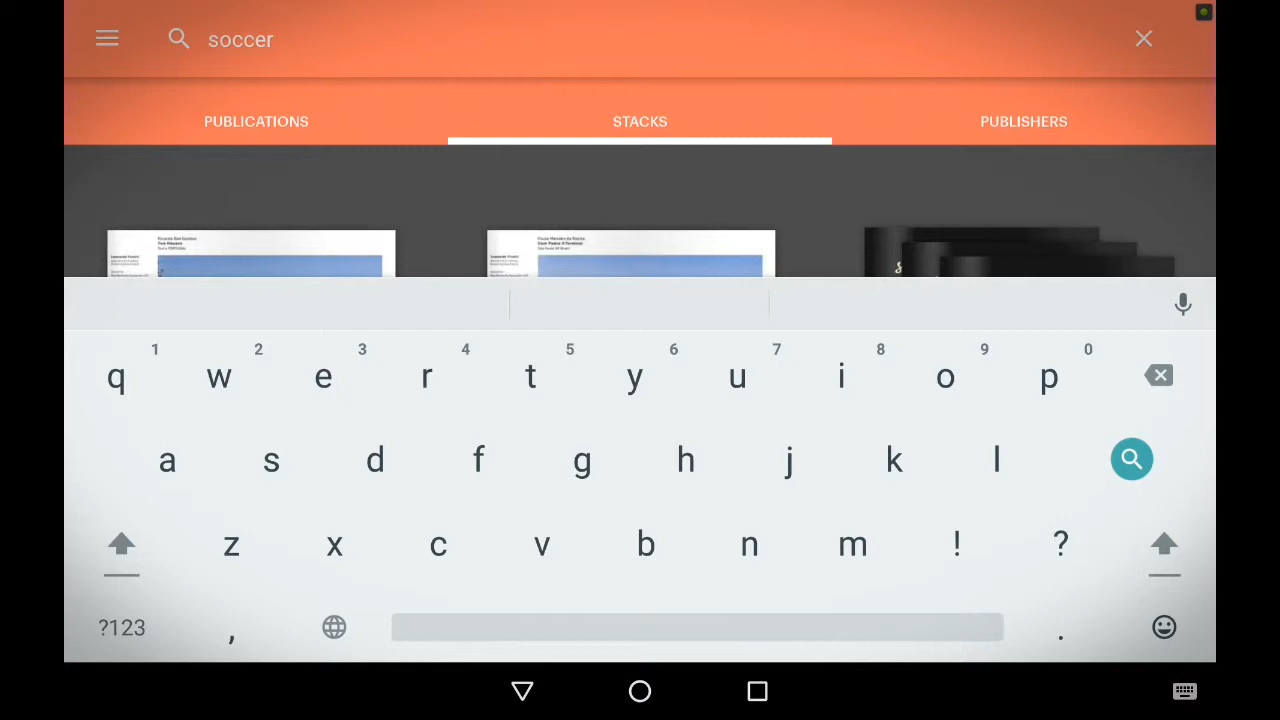 soccer
PUBLICATIONS STACKS PUBLISHERS
1 2 3 4 5 6 7 8 9 0
q w e r t y u i o p
a s d f g h j k l
z x c v b n m ! ?
?123 , .